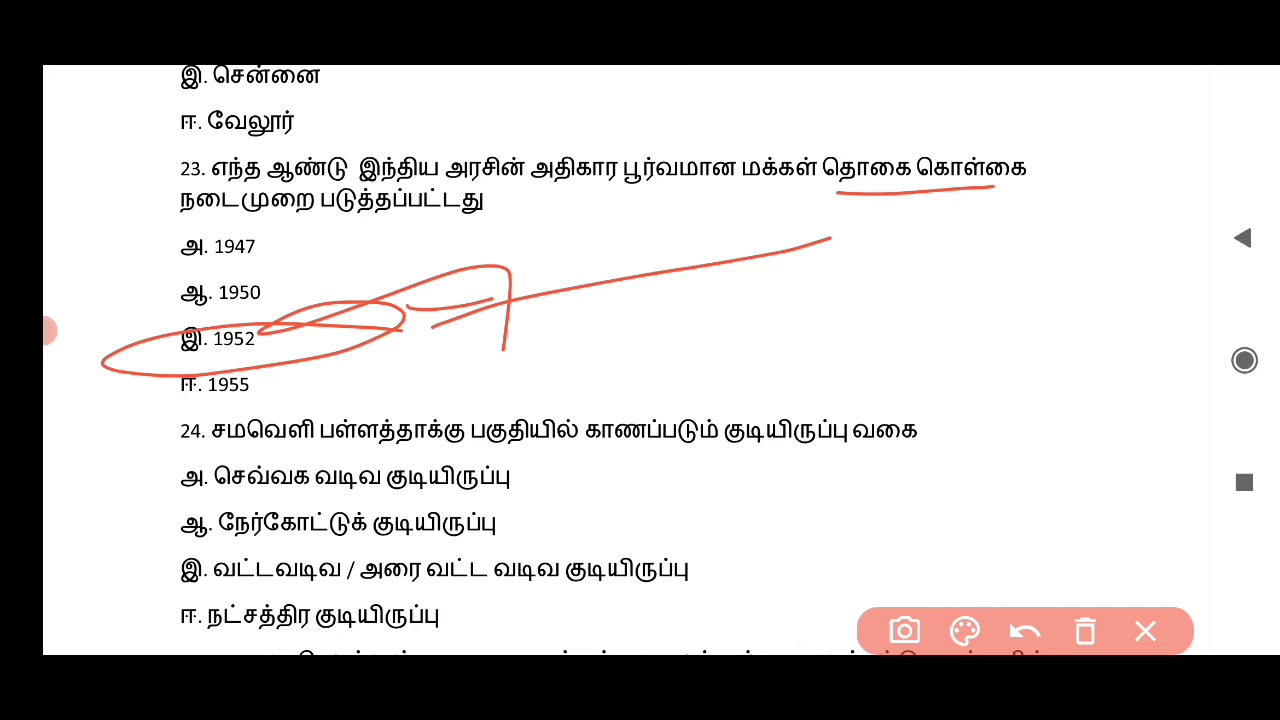 இ. சென்னை
ஈ. வேலூர்
23. எந்த ஆண்டு இந்திய அரசின் அதிகார பூர்வமான மக்கள் தொகை கொள்கை
நடைமுறை படுத்தப்பட்டது
அ. 1947
ஆ. 1950
இ. 1952
ஈ. 1955
24. சமவெளி பள்ளத்தாக்கு பகுதியில் காணப்படும் குடியிருப்பு வகை
அ. செவ்வக வடிவ குடியிருப்பு
ஆ. நேர்கோட்டுக் குடியிருப்பு
இ. வட்டவடிவ / அரை வட்ட வடிவ குடியிருப்பு
ஈ. நட்சத்திர குடியிருப்பு